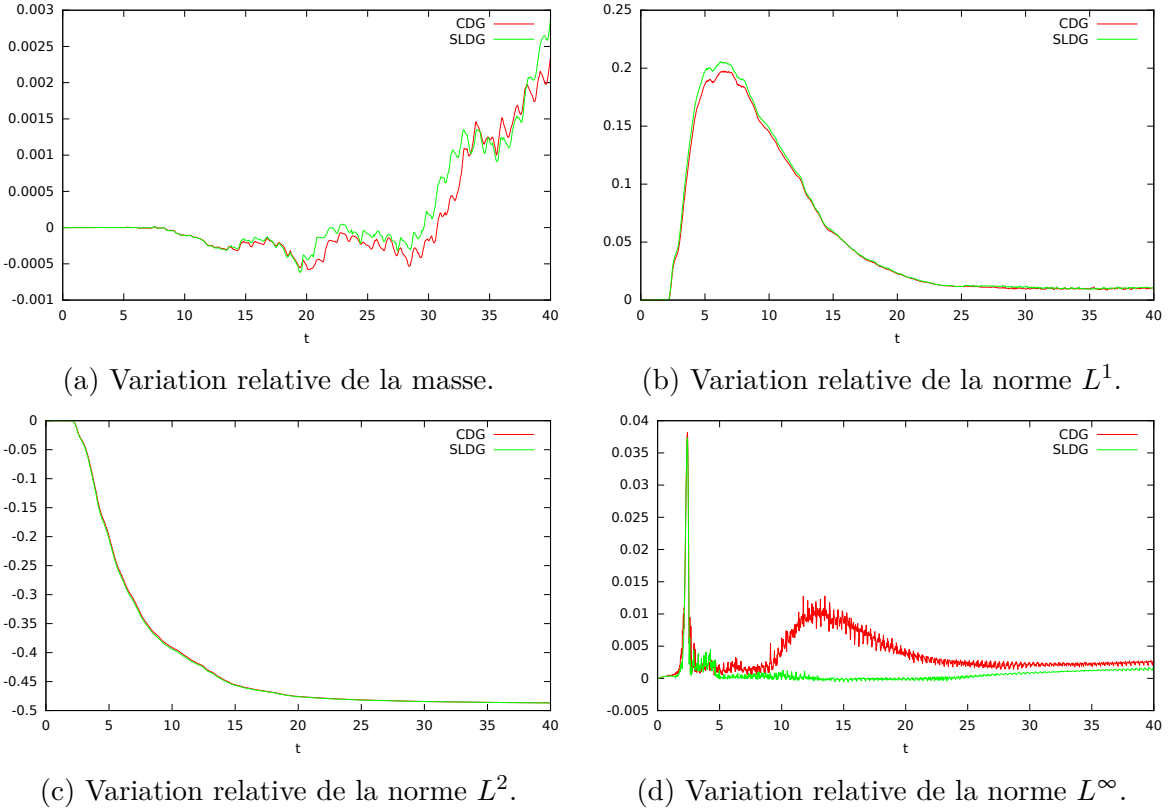 0.003
0.0025
0.002
0.0015
0.001
0.0005
0
-0.0005
-0.001
0 5 10 15 20 25 30 35 40
t
CDG
SLDG
(a) Variation relative de la masse.
0.25
0.2
0.15
0.1
0.05
0
0 5 10 15 20 25 30 35 40
t
CDG
SLDG
(b) Variation relative de la norme L¹.
0
-0.05
-0.1
-0.15
-0.2
-0.25
-0.3
-0.35
-0.4
-0.45
-0.5
0 5 10 15 20 25 30 35 40
t
CDG
SLDG
(c) Variation relative de la norme L².
0.04
0.035
0.03
0.025
0.02
0.015
0.01
0.005
0
-0.005
0 5 10 15 20 25 30 35 40
t
CDG
SLDG
(d) Variation relative de la norme L∞.